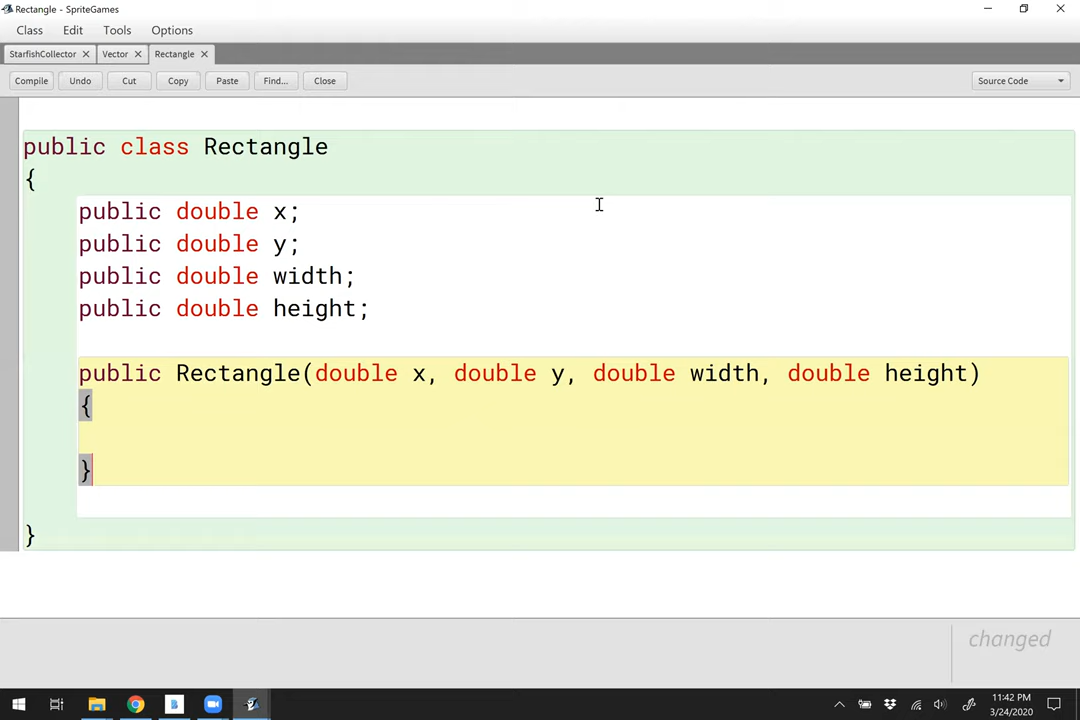 Rectangle - SpriteGames
Class Edit Tools Options
StarfishCollector Vector Rectangle
Compile Undo Cut Copy Paste Find... Close Source Code
public class Rectangle
{
public double x;
public double y;
public double width;
public double height;
public Rectangle(double x, double y, double width, double height)
{
}
}
changed
11:42 PM
3/24/2020